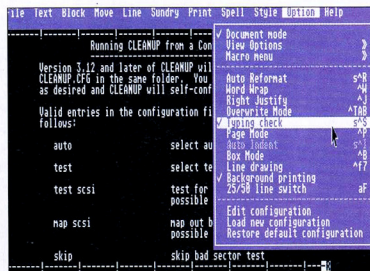 File Text Block Move Line Sundry Print Spell Style Option Help
Running CLEANUP from a Con
Version 3.12 and later of CLEANUP wil
CLEANUP.CFG in the same folder. You
as desired and CLEANUP will self-conf
Valid entries in the configuration fi
follows:
auto select au
test select te
test scsi test for
possible
map scsi map out b
possible
skip skip bad sector test
✓ Document mode
View Options
Macro menu
Auto Reformat s^R
Word Wrap ^W
Right Justify ^J
Overwrite Mode ^TAB
✓ Typing check s^S
Page Mode ^P
Auto Indent s^I
Box Mode ^B
Line drawing ^f7
✓ Background printing
25/50 line switch aF
Edit configuration
Load new configuration
Restore default configuration